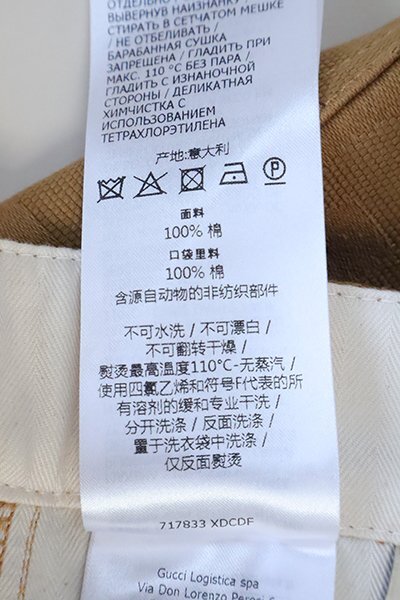 ОТДЕЛЬНО /
ВЫВЕРНУВ НАИЗНАНКУ /
СТИРАТЬ В СЕТЧАТОМ МЕШКЕ
/ НЕ ОТБЕЛИВАТЬ /
БАРАБАННАЯ СУШКА
ЗАПРЕЩЕНА / ГЛАДИТЬ ПРИ
МАКС. 110 °C БЕЗ ПАРА /
ГЛАДИТЬ С ИЗНАНОЧНОЙ
СТОРОНЫ / ДЕЛИКАТНАЯ
ХИМЧИСТКА С
ИСПОЛЬЗОВАНИЕМ
ТЕТРАХЛОРЭТИЛЕНА
产地:意大利
P
面料
100% 棉
口袋里料
100% 棉
含源自动物的非纺织部件
不可水洗 / 不可漂白 /
不可翻转干燥 /
熨烫最高温度110°C-无蒸汽 /
使用四氯乙烯和符号F代表的所
有溶剂的缓和专业干洗 /
分开洗涤 / 反面洗涤 /
置于洗衣袋中洗涤 /
仅反面熨烫
717833 XDCDF
Gucci Logistica spa
Via Don Lorenzo Perosi